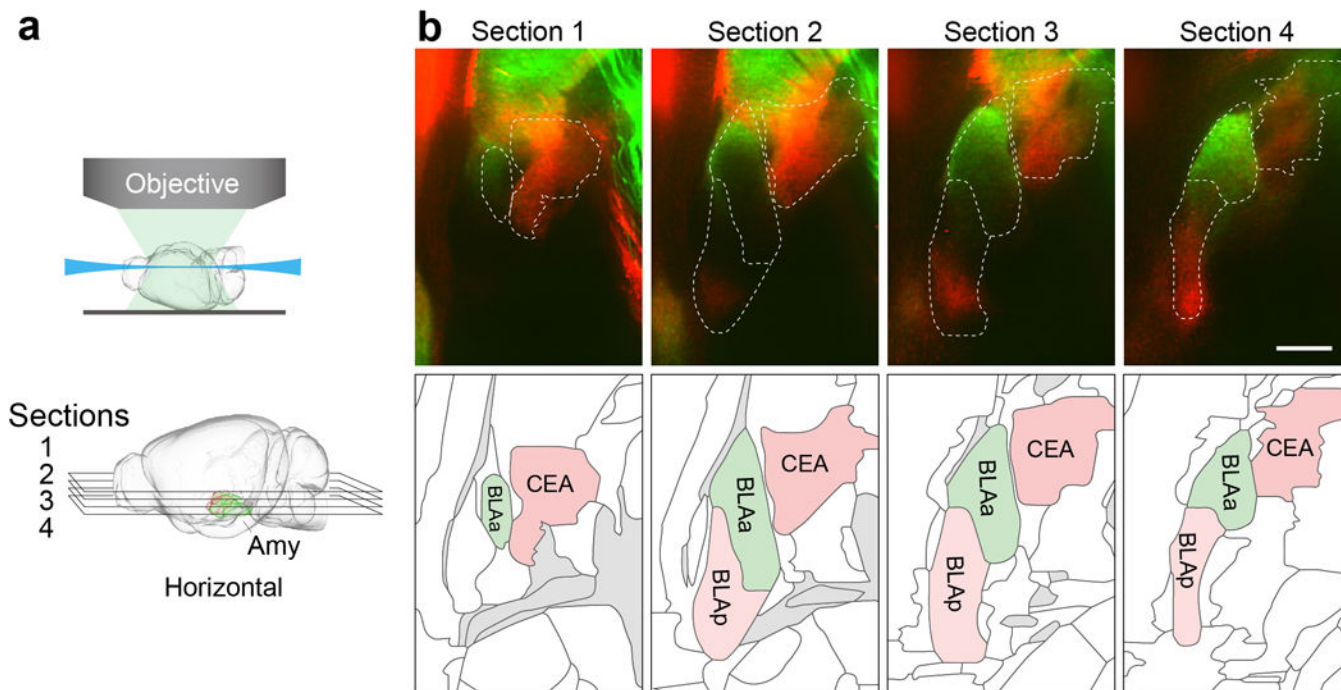 a
Objective
Sections
1
2
3
4
Amy
Horizontal
b
Section 1
Section 2
Section 3
Section 4
BLAa
CEA
BLAa
CEA
BLAp
BLAa
CEA
BLAp
BLAa
CEA
BLAp